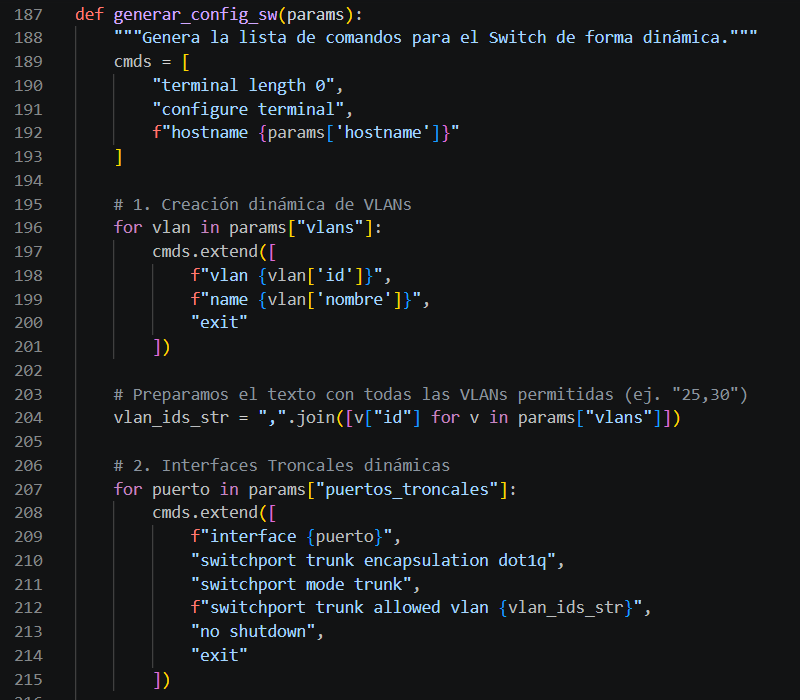 187 def generar_config_sw(params):
188     """Genera la lista de comandos para el Switch de forma dinámica."""
189     cmds = [
190         "terminal length 0",
191         "configure terminal",
192         f"hostname {params['hostname']}"
193     ]
194
195     # 1. Creación dinámica de VLANs
196     for vlan in params["vlans"]:
197         cmds.extend([
198             f"vlan {vlan['id']}",
199             f"name {vlan['nombre']}",
200             "exit"
201         ])
202
203     # Preparamos el texto con todas las VLANs permitidas (ej. "25,30")
204     vlan_ids_str = ",".join([v["id"] for v in params["vlans"]])
205
206     # 2. Interfaces Troncales dinámicas
207     for puerto in params["puertos_troncales"]:
208         cmds.extend([
209             f"interface {puerto}",
210             "switchport trunk encapsulation dot1q",
211             "switchport mode trunk",
212             f"switchport trunk allowed vlan {vlan_ids_str}",
213             "no shutdown",
214             "exit"
215         ])